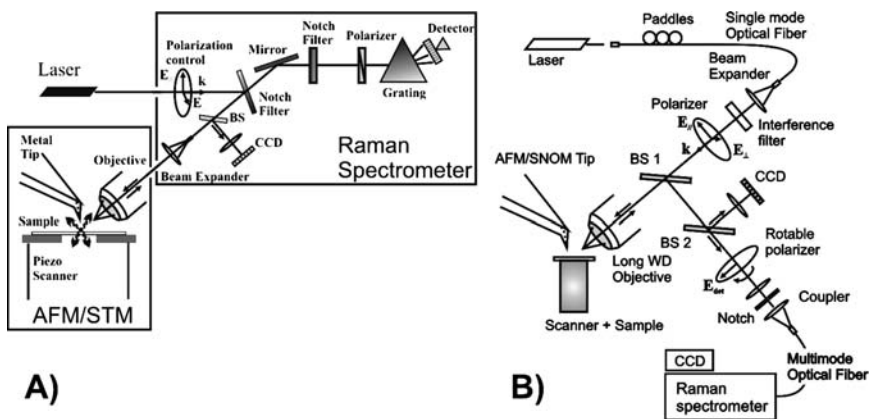 Laser
Polarization
control
E
k
E
Mirror
Notch
Filter
Polarizer
Detector
Grating
Notch
Filter
BS
CCD
Beam Expander
Raman
Spectrometer
Metal
Tip
Objective
Sample
Piezo
Scanner
AFM/STM
A)
Laser
Paddles
Single mode
Optical Fiber
Beam
Expander
Polarizer
E//
k
E⊥
Interference
filter
AFM/SNOM Tip
BS 1
CCD
BS 2
Rotable
polarizer
Long WD
Objective
Edet
Coupler
Notch
Scanner + Sample
Multimode
Optical Fiber
CCD
Raman
spectrometer
B)